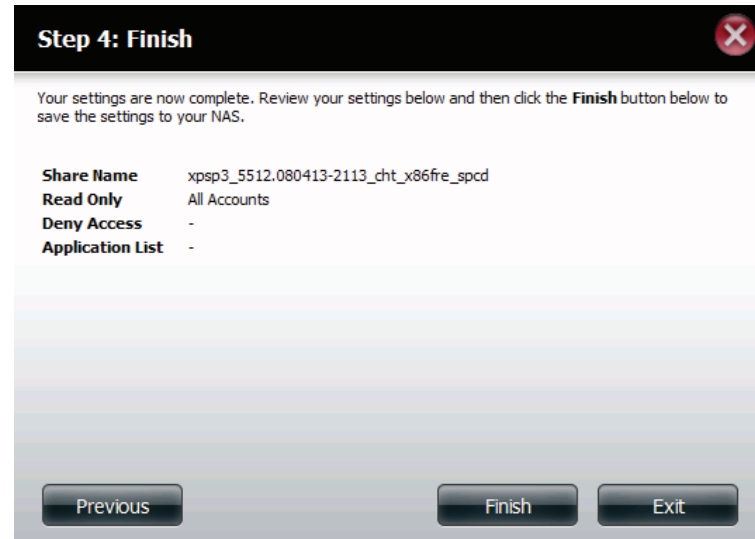 Step 4: Finish
Your settings are now complete. Review your settings below and then click the Finish button below to
save the settings to your NAS.
Share Name xpsp3_5512.080413-2113_cht_x86fre_spcd
Read Only All Accounts
Deny Access -
Application List -
Previous Finish Exit